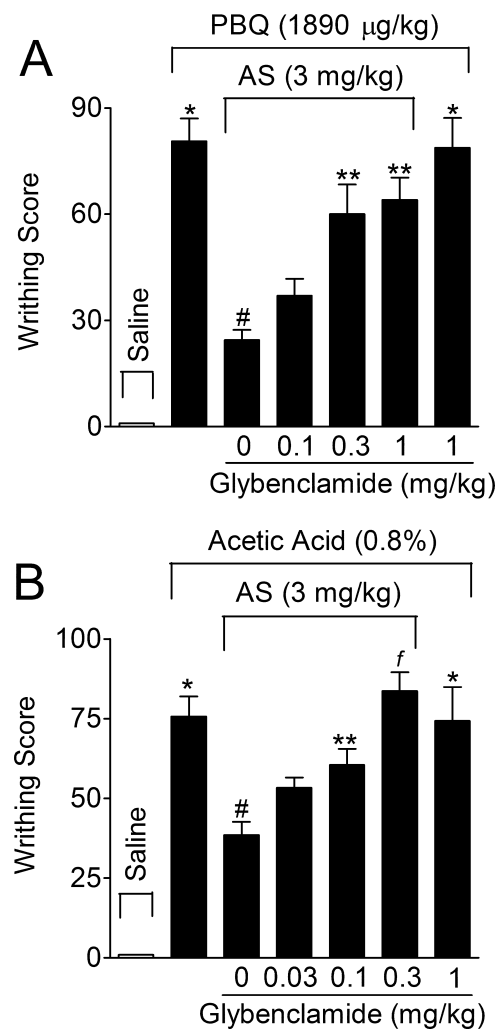 A
PBQ (1890 μg/kg)
AS (3 mg/kg)
Writhing Score
90
60
30
0
Saline
*
#
**
**
*
0 0.1 0.3 1 1
Glybenclamide (mg/kg)
B
Acetic Acid (0.8%)
AS (3 mg/kg)
Writhing Score
100
75
50
25
0
Saline
*
#
**
f
*
0 0.03 0.1 0.3 1
Glybenclamide (mg/kg)